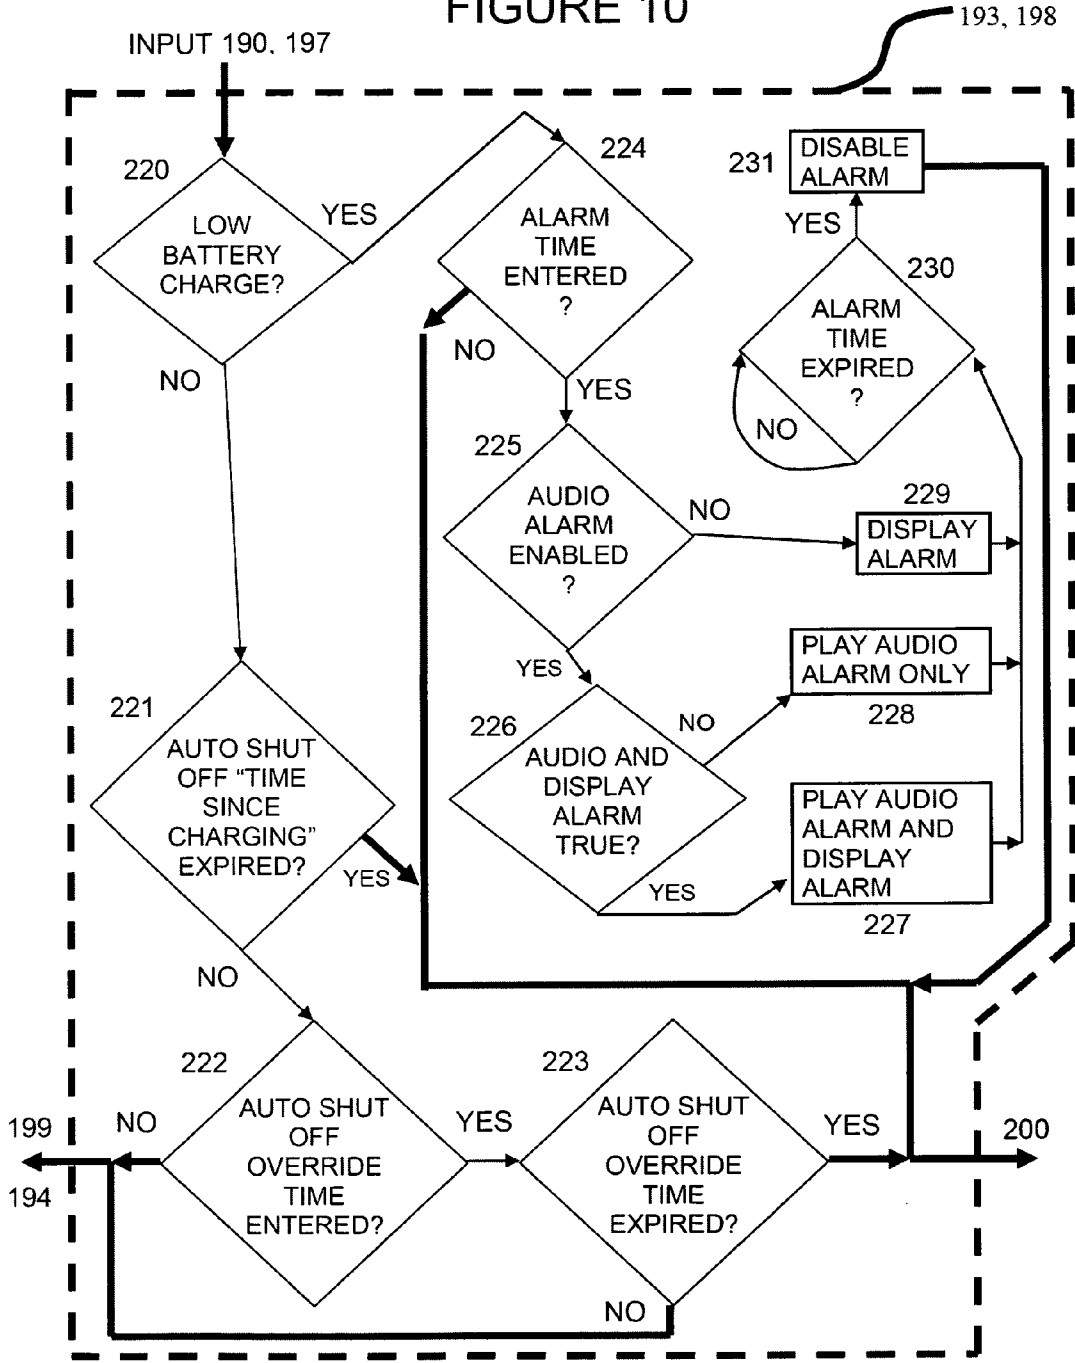 FIGURE 10
193, 198
INPUT 190, 197
220
LOW
BATTERY
CHARGE?
YES
NO
224
ALARM
TIME
ENTERED
?
NO
YES
231
DISABLE
ALARM
YES
230
ALARM
TIME
EXPIRED
?
NO
225
AUDIO
ALARM
ENABLED
?
NO
YES
229
DISPLAY
ALARM
PLAY AUDIO
ALARM ONLY
228
226
AUDIO AND
DISPLAY
ALARM
TRUE?
NO
YES
PLAY AUDIO
ALARM AND
DISPLAY
ALARM
227
221
AUTO SHUT
OFF “TIME
SINCE
CHARGING”
EXPIRED?
YES
NO
222
AUTO SHUT
OFF
OVERRIDE
TIME
ENTERED?
NO
YES
223
AUTO SHUT
OFF
OVERRIDE
TIME
EXPIRED?
YES
NO
199
194
200